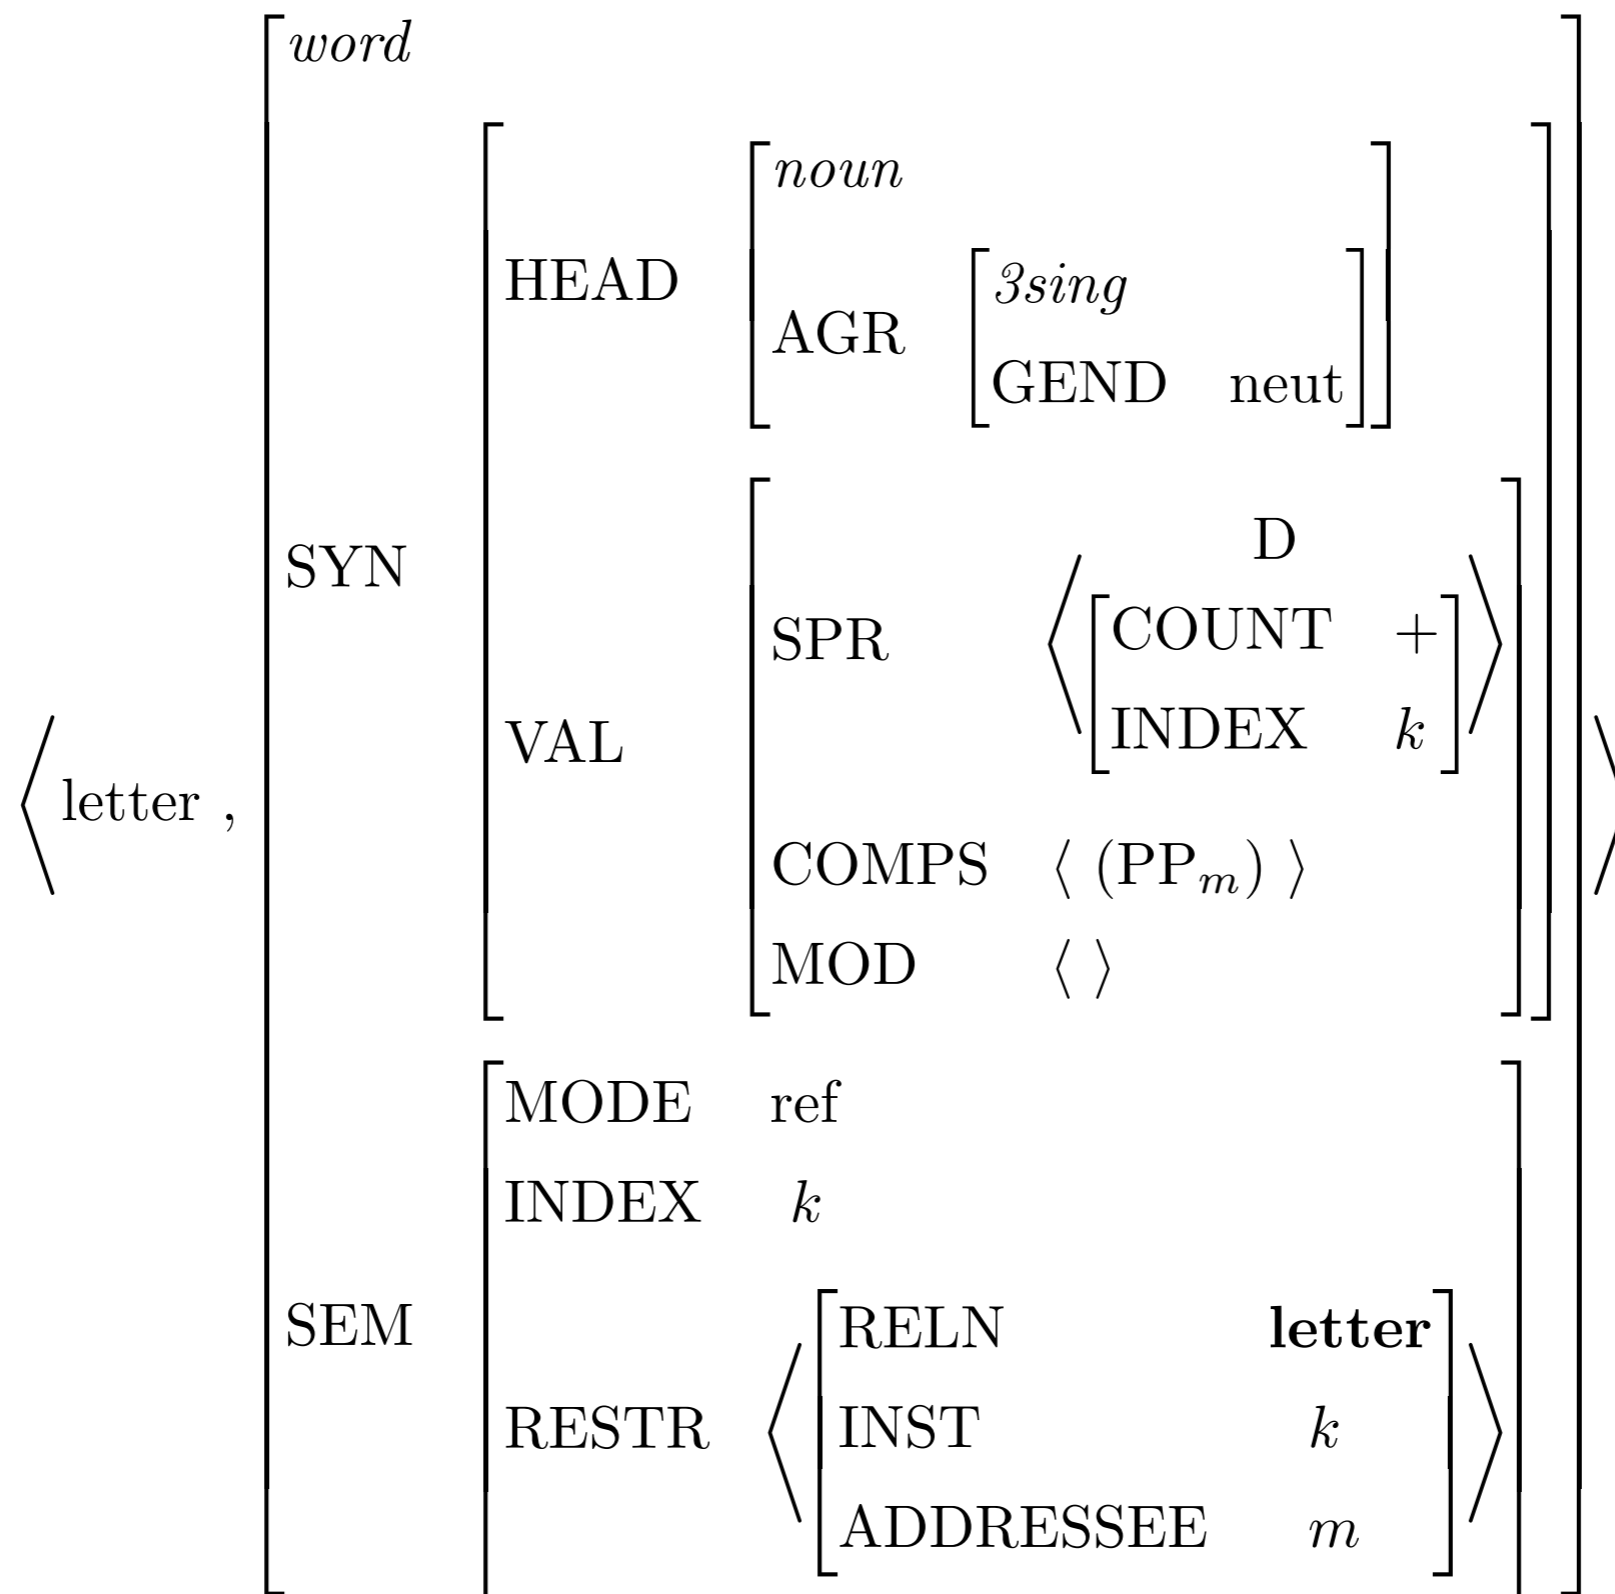 word
noun
HEAD
3sing
AGR
GEND neut
D
SYN
SPR ⟨ COUNT + ⟩
INDEX k
VAL
⟨ letter , ⟩
COMPS ⟨ (PPₘ) ⟩
MOD ⟨ ⟩
MODE ref
INDEX k
SEM
RELN letter
RESTR ⟨ INST k ⟩
ADDRESSEE m